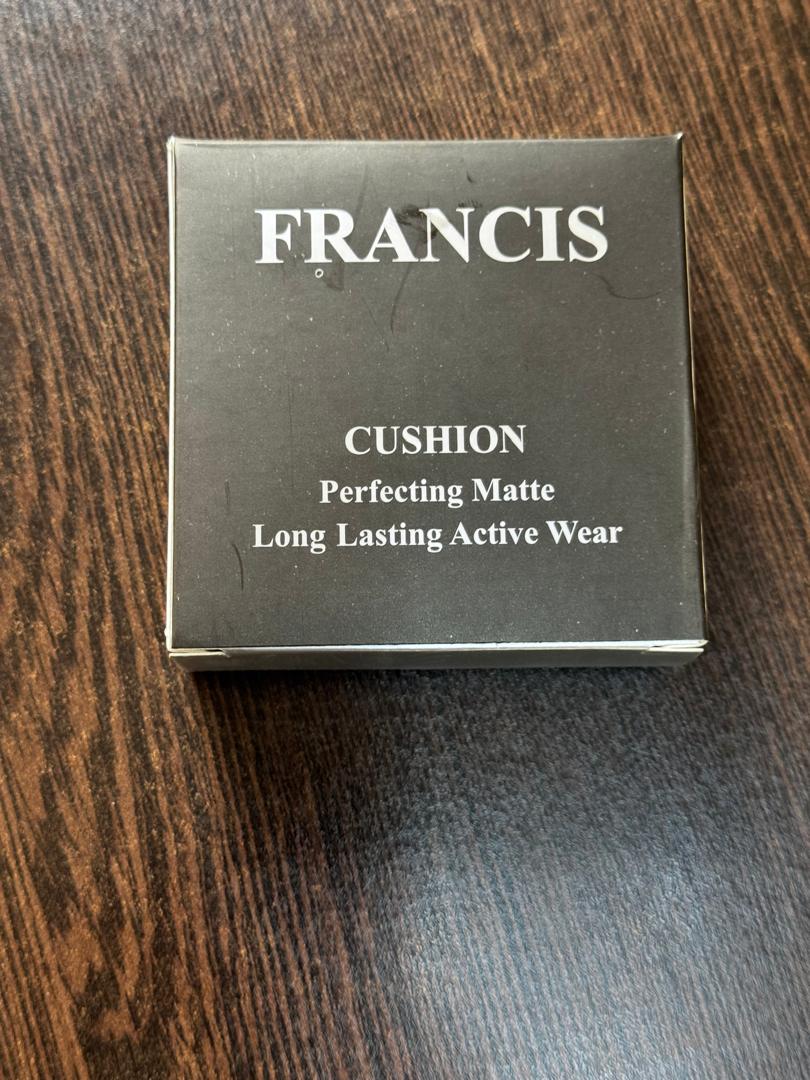 FRANCIS
CUSHION
Perfecting Matte
Long Lasting Active Wear